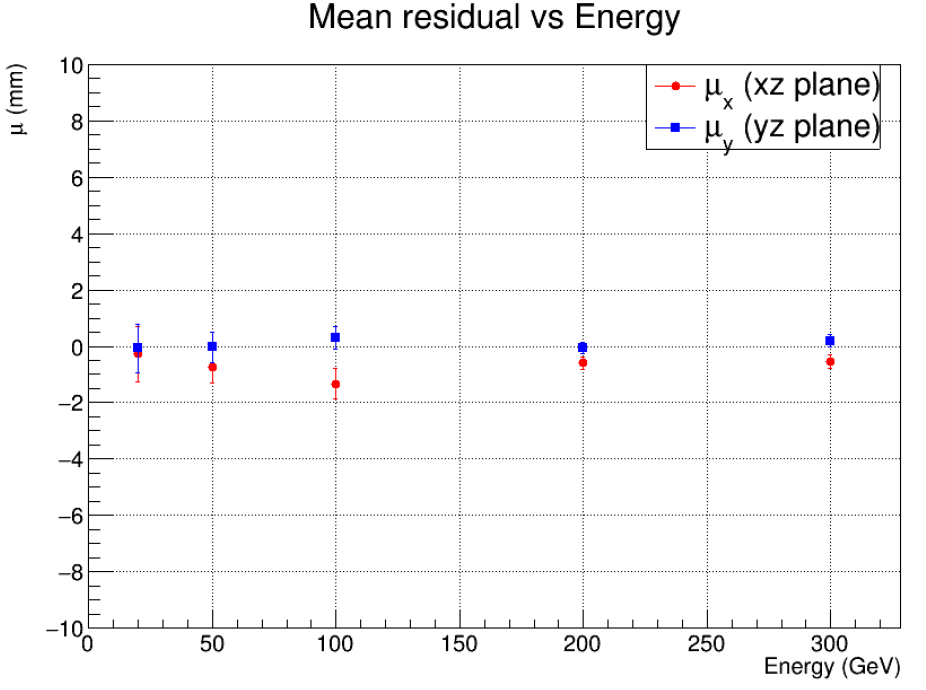 Mean residual vs Energy
μ (mm)
10
8
6
4
2
0
−2
−4
−6
−8
−10
μx (xz plane)
μy (yz plane)
0 50 100 150 200 250 300
Energy (GeV)